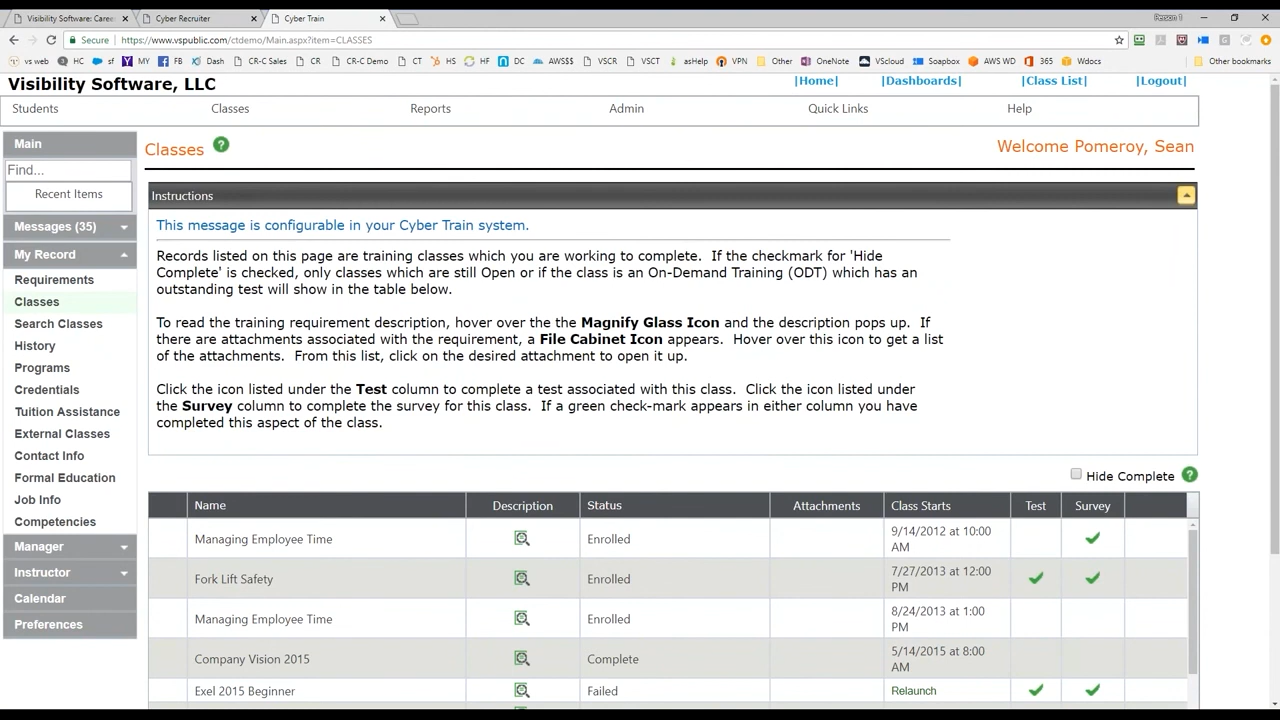 Visibility Software: Caree
Cyber Recruiter
Cyber Train
Person 1
Secure
https://www.vspublic.com/ctdemo/Main.aspx?item=CLASSES
vs web
HC
sf
MY
FB
Dash
CR-C Sales
CR
CR-C Demo
CT
HS
HF
DC
AWS$$
VSCR
VSCT
asHelp
VPN
Other
OneNote
VScloud
Soapbox
AWS WD
365
Wdocs
Other bookmarks
Visibility Software, LLC
|Home|
|Dashboards|
|Class List|
|Logout|
Students
Classes
Reports
Admin
Quick Links
Help
Main
Find...
Recent Items
Messages (35)
My Record
Requirements
Classes
Search Classes
History
Programs
Credentials
Tuition Assistance
External Classes
Contact Info
Formal Education
Job Info
Competencies
Manager
Instructor
Calendar
Preferences
Classes
Welcome Pomeroy, Sean
Instructions
This message is configurable in your Cyber Train system.
Records listed on this page are training classes which you are working to complete. If the checkmark for 'Hide
Complete' is checked, only classes which are still Open or if the class is an On-Demand Training (ODT) which has an
outstanding test will show in the table below.
To read the training requirement description, hover over the the Magnify Glass Icon and the description pops up. If
there are attachments associated with the requirement, a File Cabinet Icon appears. Hover over this icon to get a list
of the attachments. From this list, click on the desired attachment to open it up.
Click the icon listed under the Test column to complete a test associated with this class. Click the icon listed under
the Survey column to complete the survey for this class. If a green check-mark appears in either column you have
completed this aspect of the class.
Hide Complete
Name Description Status Attachments Class Starts Test Survey
Managing Employee Time Enrolled 9/14/2012 at 10:00
AM
Fork Lift Safety Enrolled 7/27/2013 at 12:00
PM
Managing Employee Time Enrolled 8/24/2013 at 1:00
PM
Company Vision 2015 Complete 5/14/2015 at 8:00
AM
Exel 2015 Beginner Failed Relaunch